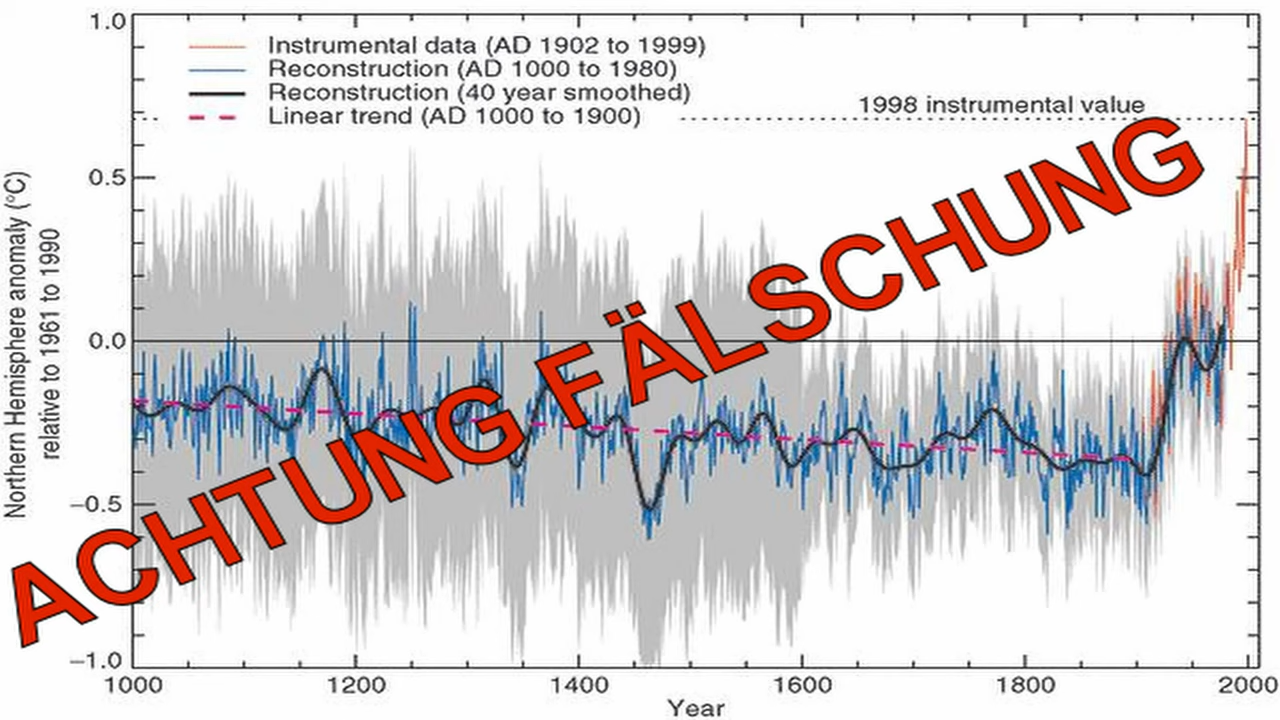 1.0
Instrumental data (AD 1902 to 1999)
Reconstruction (AD 1000 to 1980)
Reconstruction (40 year smoothed)
Linear trend (AD 1000 to 1900)
1998 instrumental value
0.5
0.0
−0.5
−1.0
Northern Hemisphere anomaly (°C)
relative to 1961 to 1990
ACHTUNG FÄLSCHUNG
1000 1200 1400 1600 1800 2000
Year